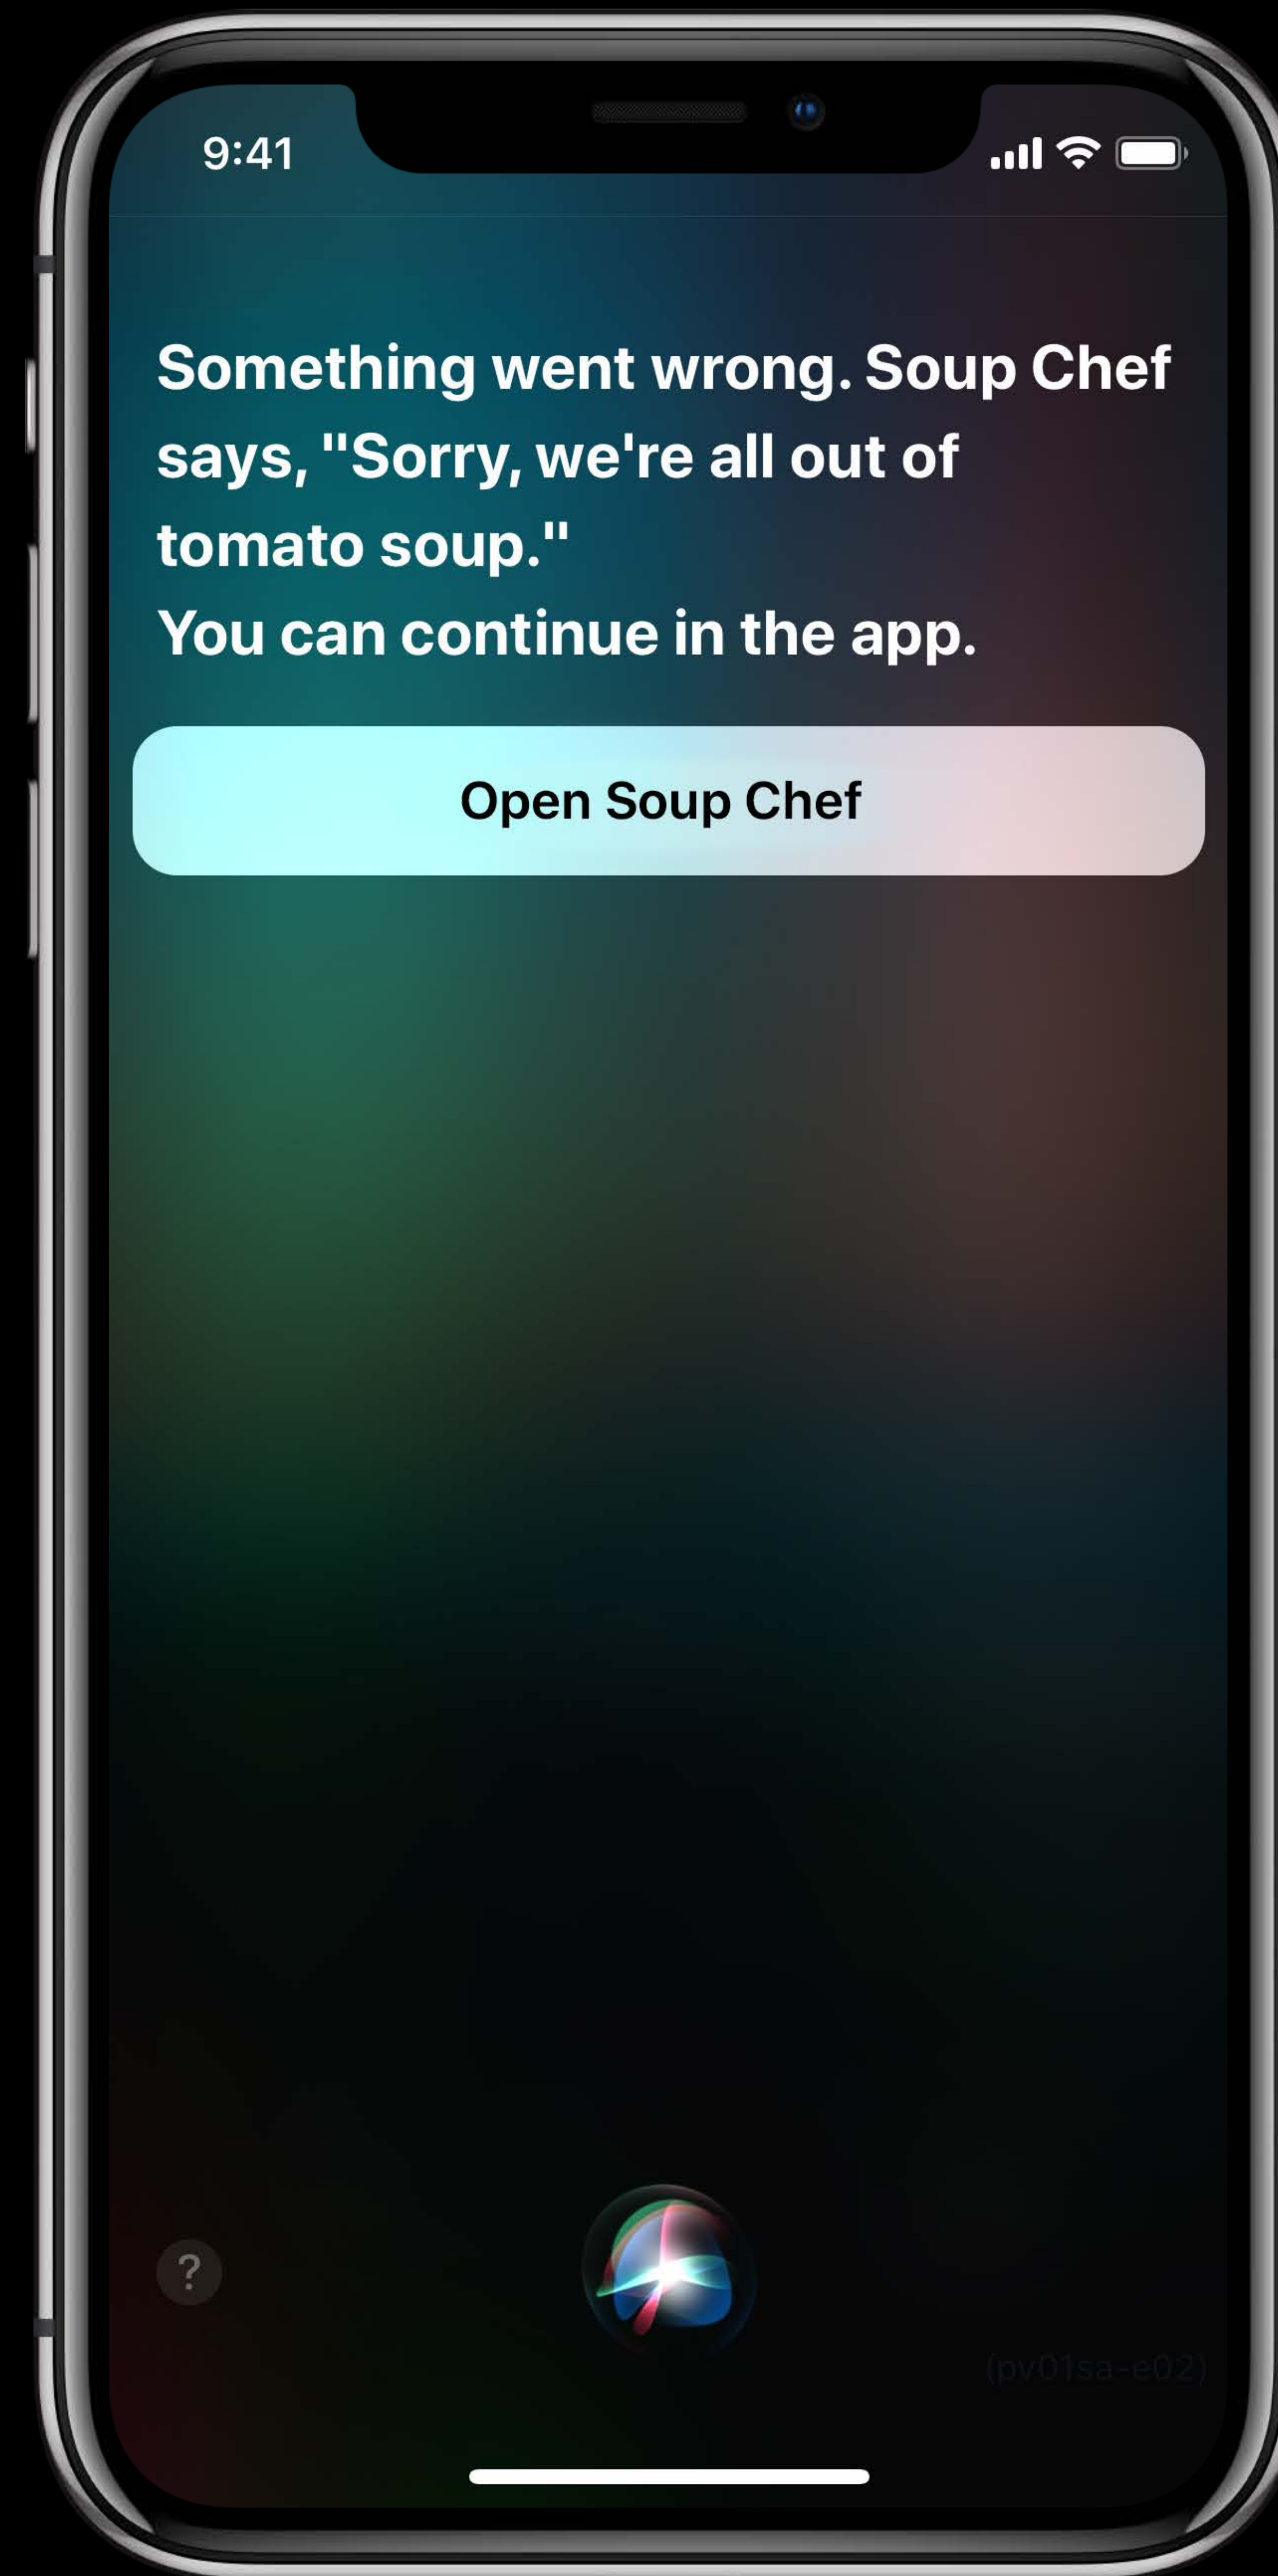 9:41
Something went wrong. Soup Chef
says, "Sorry, we're all out of
tomato soup."
You can continue in the app.
Open Soup Chef
?
(pv01sa-e02)